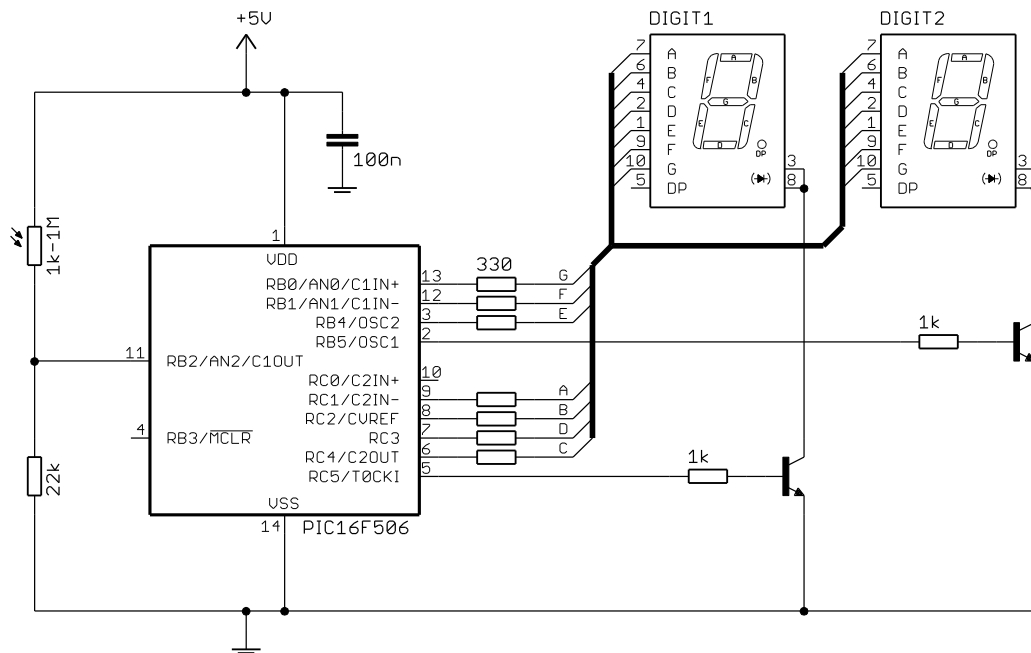 +5V
DIGIT1
DIGIT2
7 A
6 B
4 C
2 D
1 E
9 F
10 G
5 DP
A
F
B
G
E
C
D
DP
3
8
7 A
6 B
4 C
2 D
1 E
9 F
10 G
5 DP
A
F
B
G
E
C
D
DP
3
8
100n
1k-1M
1
VDD
330
RB0/AN0/C1IN+ 13 G
RB1/AN1/C1IN- 12 F
RB4/OSC2 3 E
RB5/OSC1 2
1k
11 RB2/AN2/C1OUT
RC0/C2IN+ 10
RC1/C2IN- 9 A
RC2/CVREF 8 B
4 RB3/MCLR
RC3 7 D
RC4/C2OUT 6 C
RC5/T0CKI 5
1k
22k
VSS
14
PIC16F506